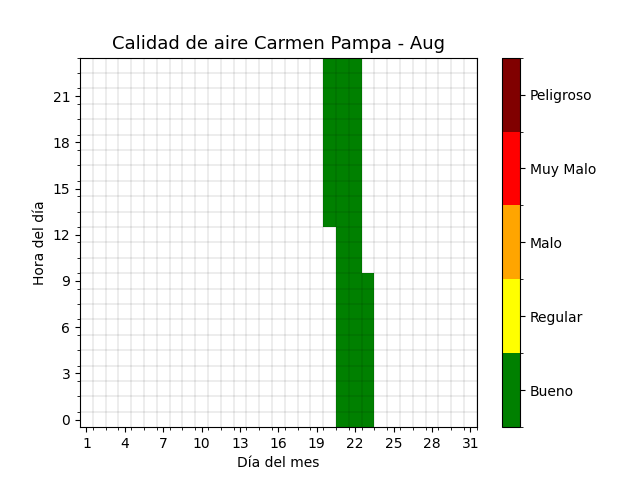 Calidad de aire Carmen Pampa - Aug
Hora del día
21
18
15
12
9
6
3
0
1 4 7 10 13 16 19 22 25 28 31
Día del mes
Peligroso
Muy Malo
Malo
Regular
Bueno